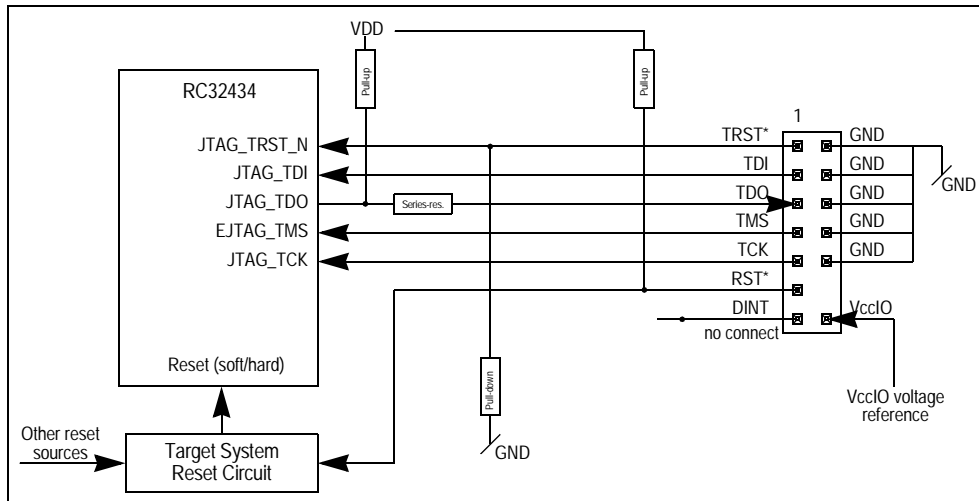 VDD
Pull-up
Pull-up
RC32434
1
JTAG_TRST_N
TRST*
GND
JTAG_TDI
TDI
GND
GND
JTAG_TDO
Series-res.
TDO
GND
EJTAG_TMS
TMS
GND
JTAG_TCK
TCK
GND
RST*
DINT
VccIO
no connect
Reset (soft/hard)
Pull-down
VccIO voltage
reference
Other reset
sources
Target System
Reset Circuit
GND